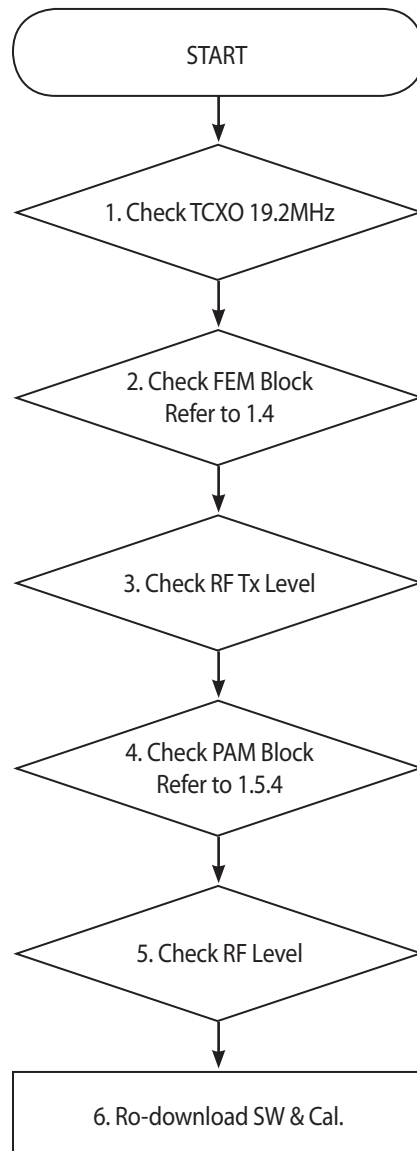 START
1. Check TCXO 19.2MHz
2. Check FEM Block
Refer to 1.4
3. Check RF Tx Level
4. Check PAM Block
Refer to 1.5.4
5. Check RF Level
6. Ro-download SW & Cal.